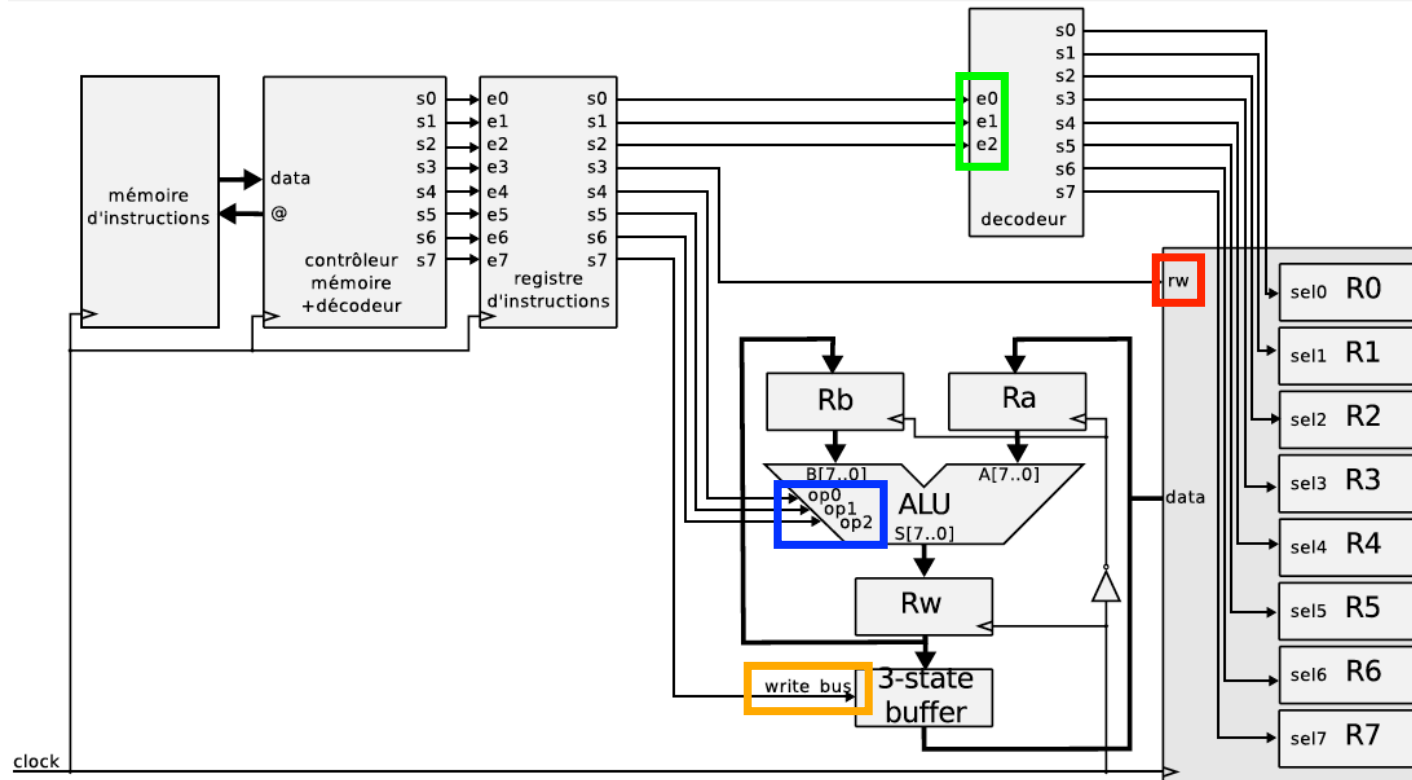 mémoire
d'instructions
data
@
s0
s1
s2
s3
s4
s5
s6
s7
contrôleur
mémoire
+décodeur
e0
e1
e2
e3
e4
e5
e6
e7
s0
s1
s2
s3
s4
s5
s6
s7
registre
d'instructions
e0
e1
e2
s0
s1
s2
s3
s4
s5
s6
s7
decodeur
rw
data
sel0 R0
sel1 R1
sel2 R2
sel3 R3
sel4 R4
sel5 R5
sel6 R6
sel7 R7
Rb
Ra
B[7..0]
A[7..0]
op0
op1
op2
ALU
S[7..0]
Rw
write bus
3-state
buffer
clock